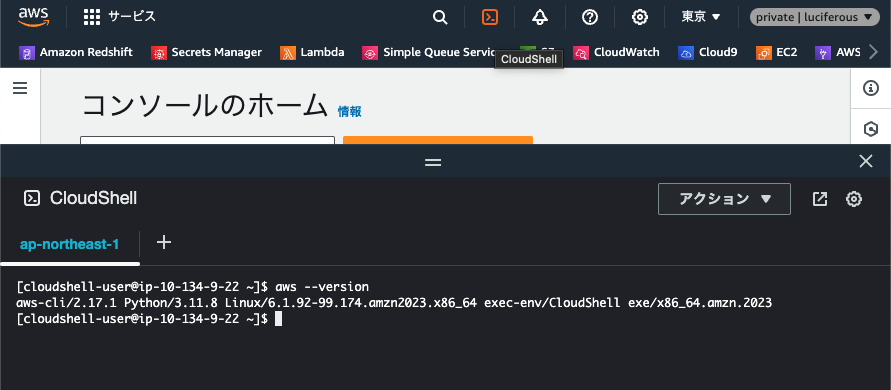 aws サービス 東京 ▼ private | luciferous ▼
Amazon Redshift Secrets Manager Lambda Simple Queue Servic CloudWatch Cloud9 EC2 AWS
CloudShell
コンソールのホーム 情報
CloudShell アクション ▼
ap-northeast-1 +
[cloudshell-user@ip-10-134-9-22 ~]$ aws --version
aws-cli/2.17.1 Python/3.11.8 Linux/6.1.92-99.174.amzn2023.x86_64 exec-env/CloudShell exe/x86_64.amzn.2023
[cloudshell-user@ip-10-134-9-22 ~]$